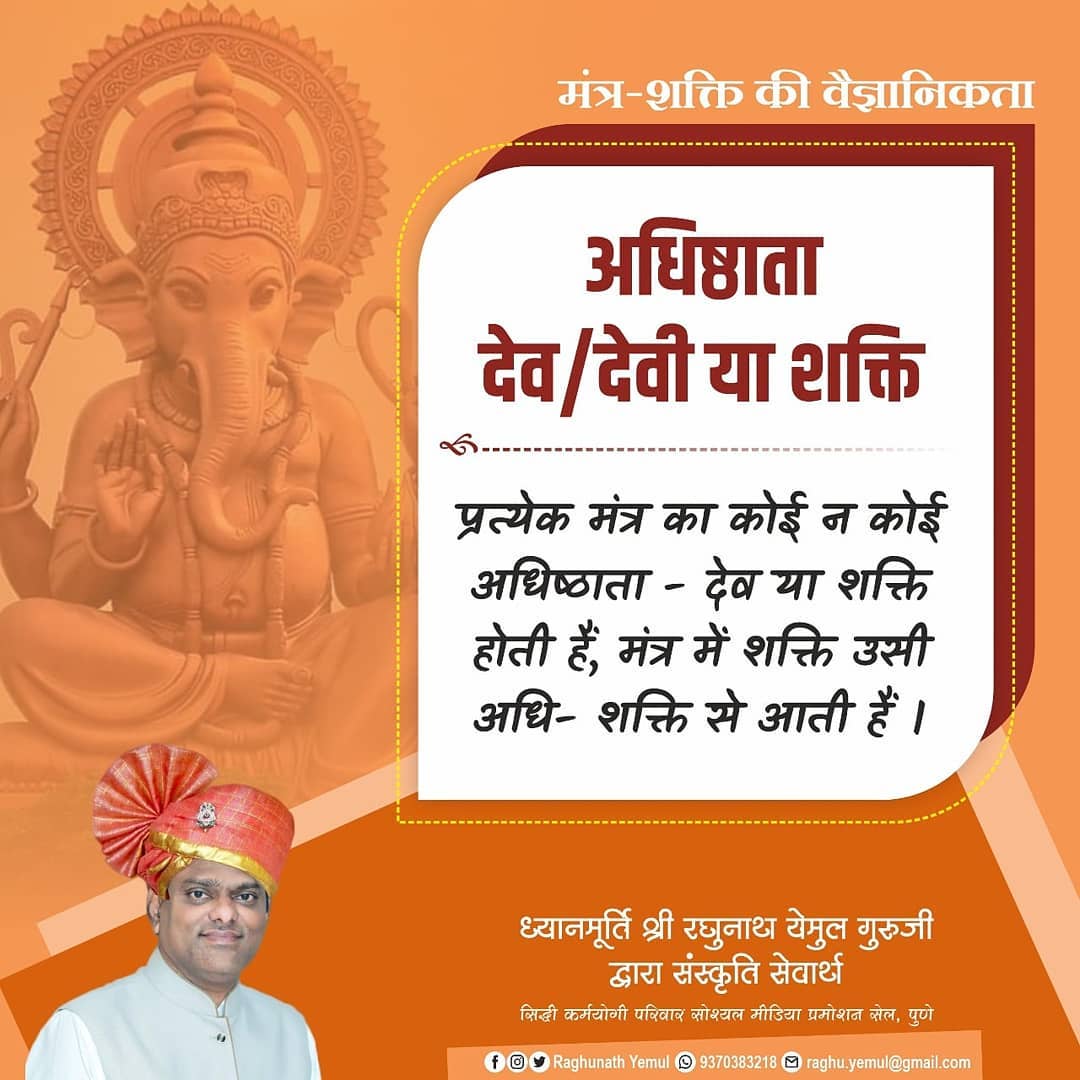 मंत्र-शक्ति की वैज्ञानिकता
अधिष्ठाता
देव/देवी या शक्ति
प्रत्येक मंत्र का कोई न कोई
अधिष्ठाता - देव या शक्ति
होती हैं, मंत्र में शक्ति उसी
अधि- शक्ति से आती हैं ।
ध्यानमूर्ति श्री रघुनाथ येमुल गुरुजी
द्वारा संस्कृति सेवार्थ
सिद्धी कर्मयोगी परिवार सोश्यल मीडिया प्रमोशन सेल, पुणे
Raghunath Yemul 9370383218 raghu.yemul@gmail.com